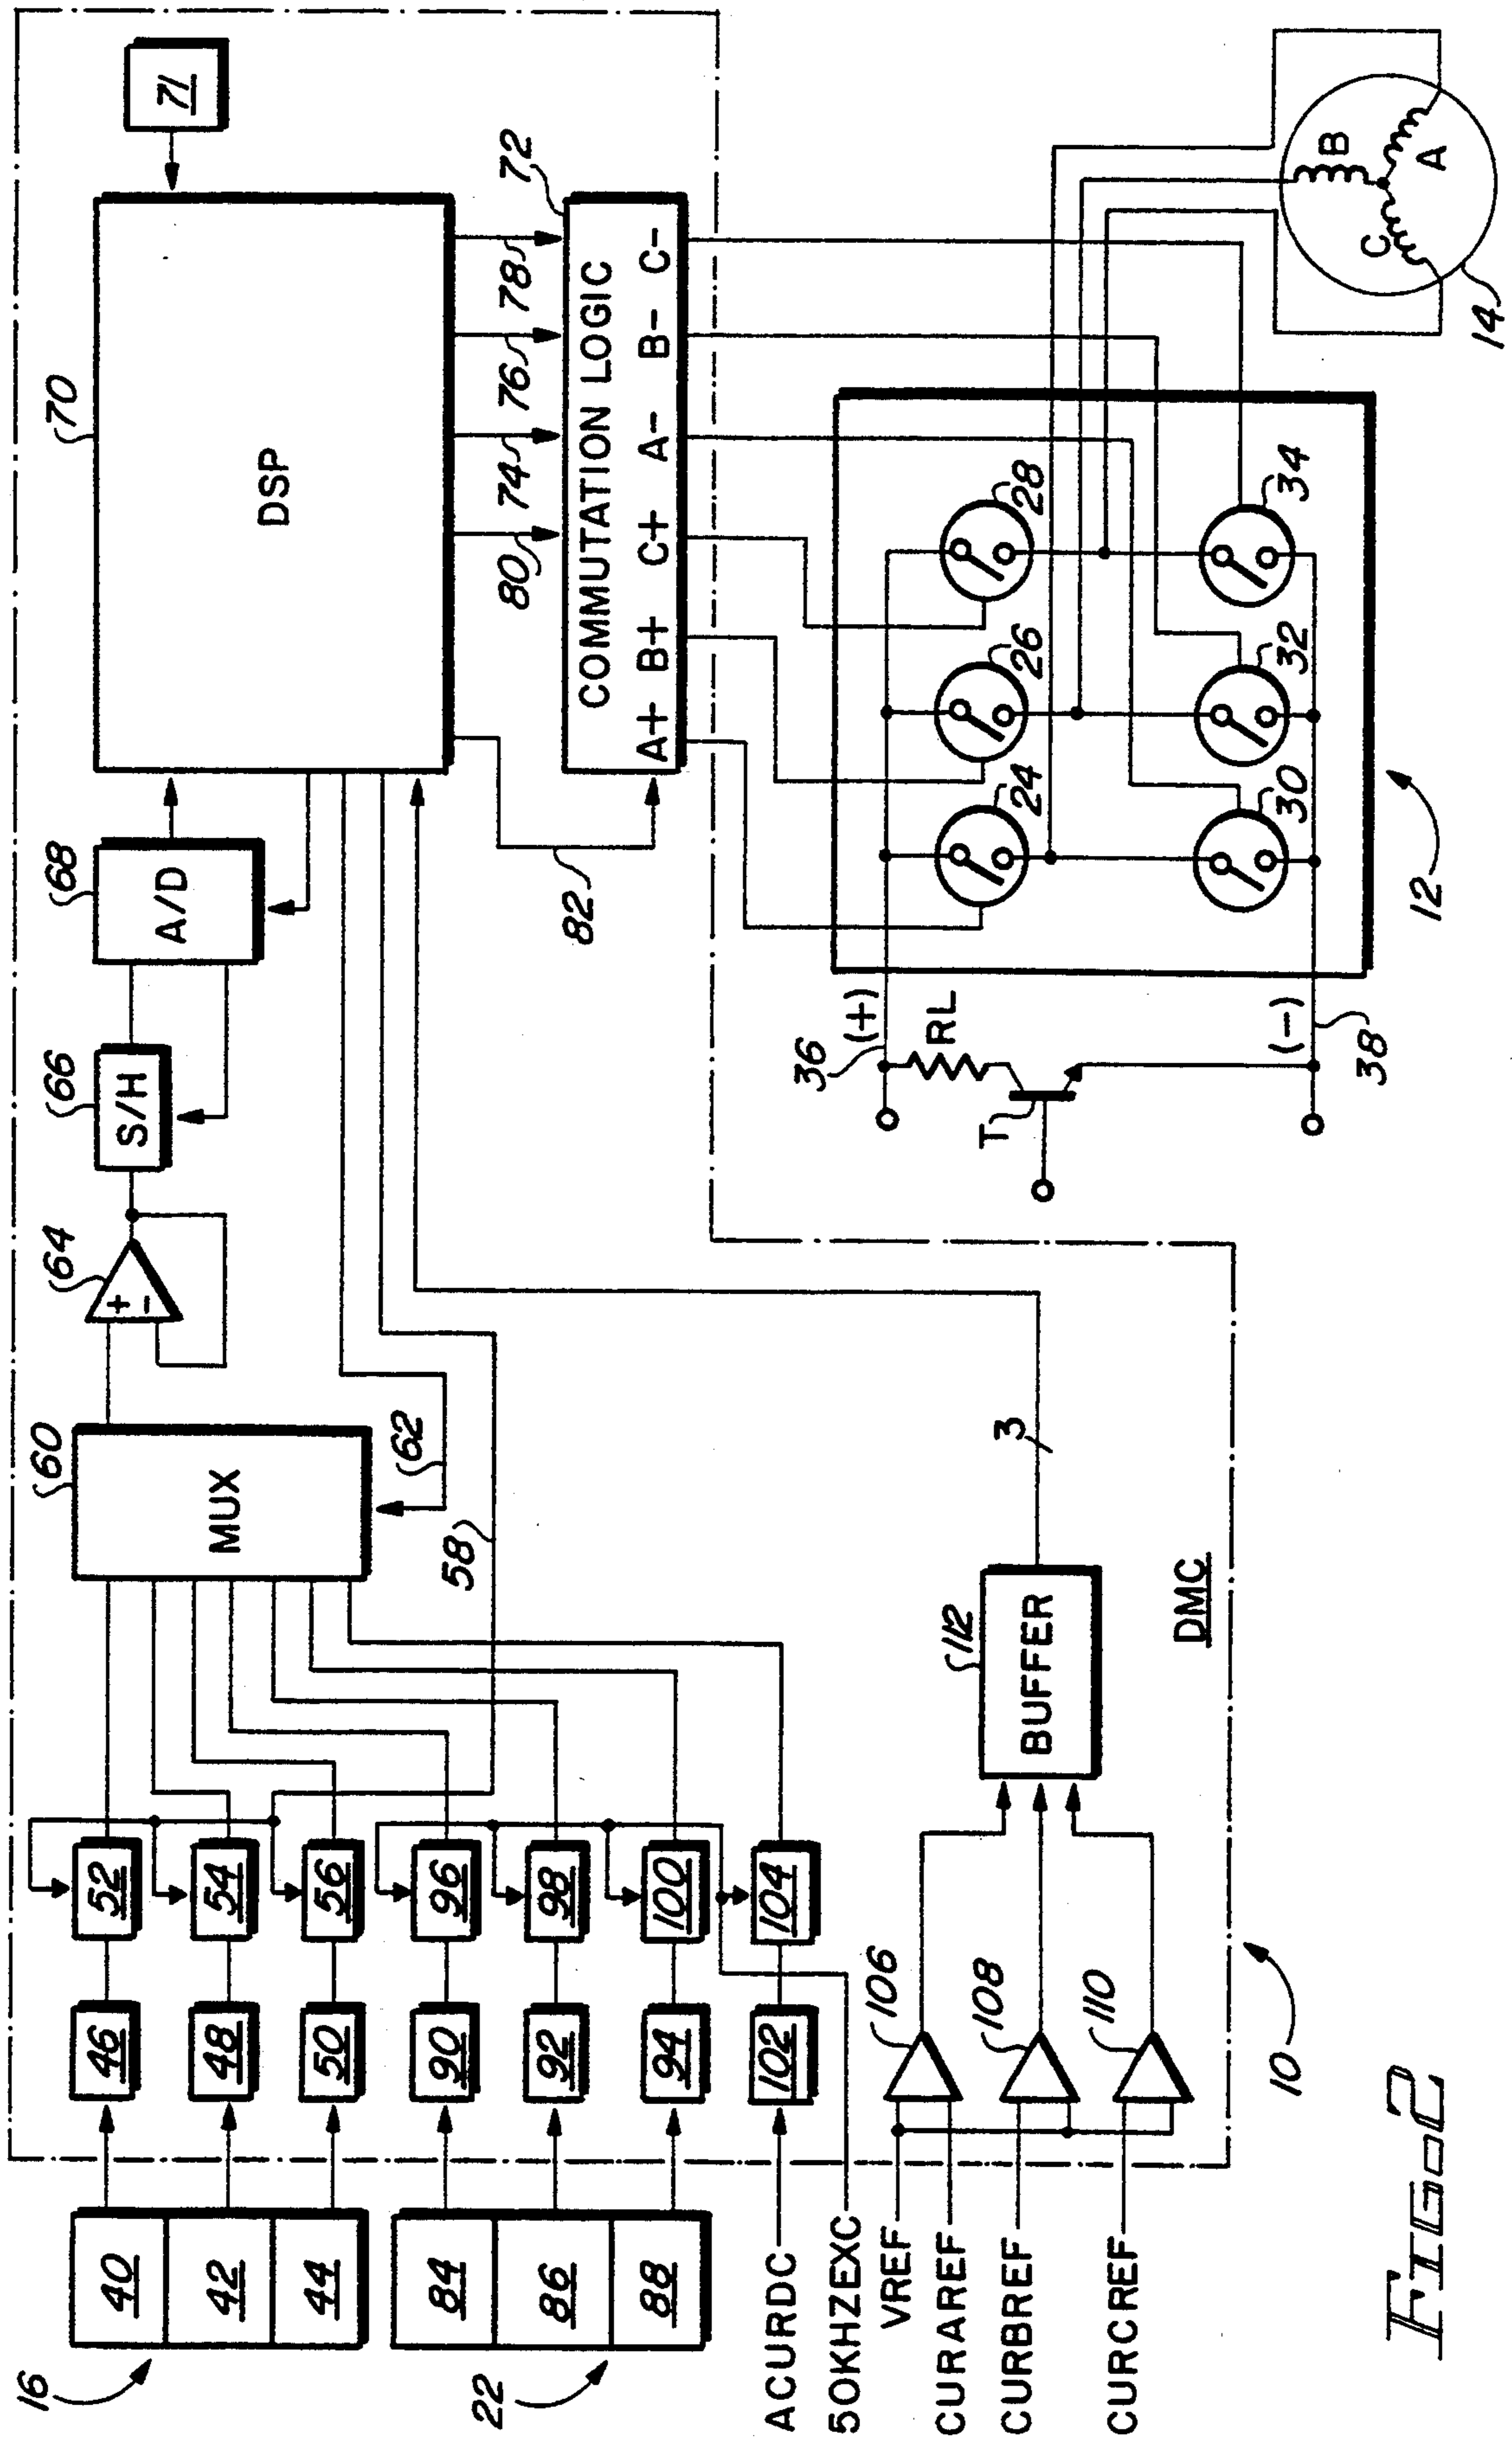 16
40
42
44
22
84
86
88
ACURDC
50KHZEXC
VREF
CURAREF
CURBREF
CURCREF
46
48
50
90
92
94
102
52
54
56
96
98
100
104
106
108
110
10
58
60
MUX
62
112
BUFFER
3
DMC
64
+
−
66
S/H
68
A/D
70
DSP
71
82
80
74
76
78
72
COMMUTATION LOGIC
A+ B+ C+ A− B− C−
36
(+)
RL
T
(−)
38
24
26
28
30
32
34
12
B
C
A
14
Fig. 2